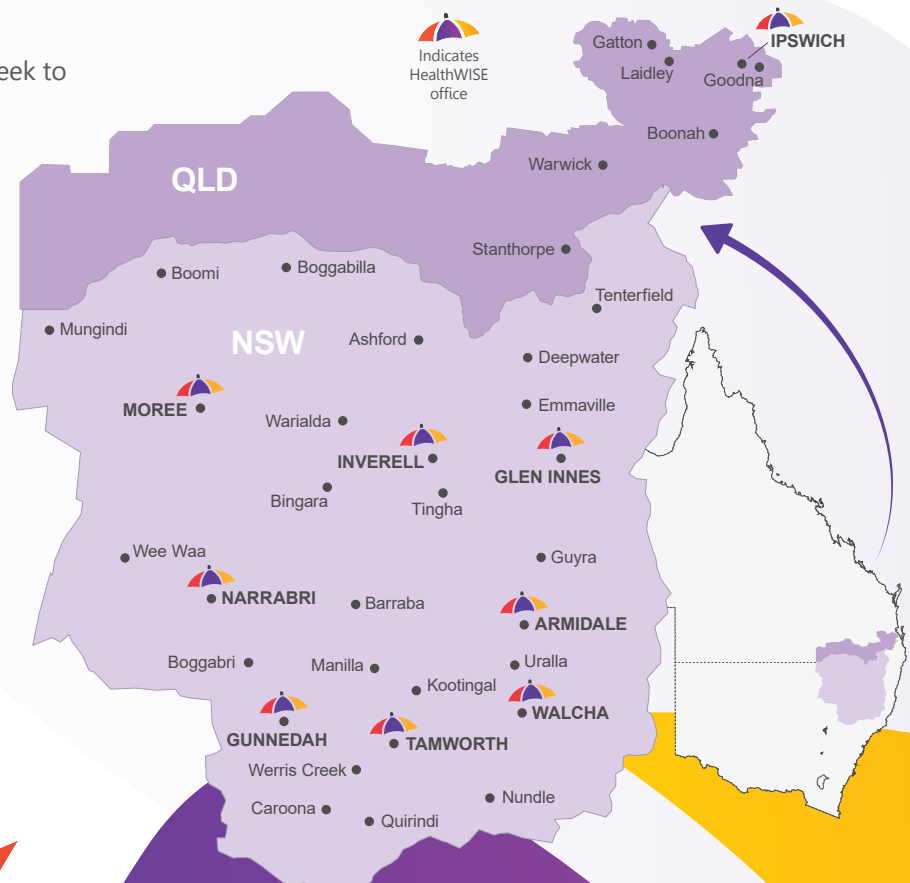 eek to
Indicates
HealthWISE
office
IPSWICH
Gatton
Laidley
Goodna
Boonah
Warwick
QLD
Stanthorpe
Boomi
Boggabilla
Tenterfield
Mungindi
NSW
Ashford
Deepwater
MOREE
Emmaville
Warialda
INVERELL
GLEN INNES
Bingara
Tingha
Wee Waa
Guyra
NARRABRI
Barraba
ARMIDALE
Boggabri
Manilla
Uralla
Kootingal
WALCHA
GUNNEDAH
TAMWORTH
Werris Creek
Nundle
Caroona
Quirindi